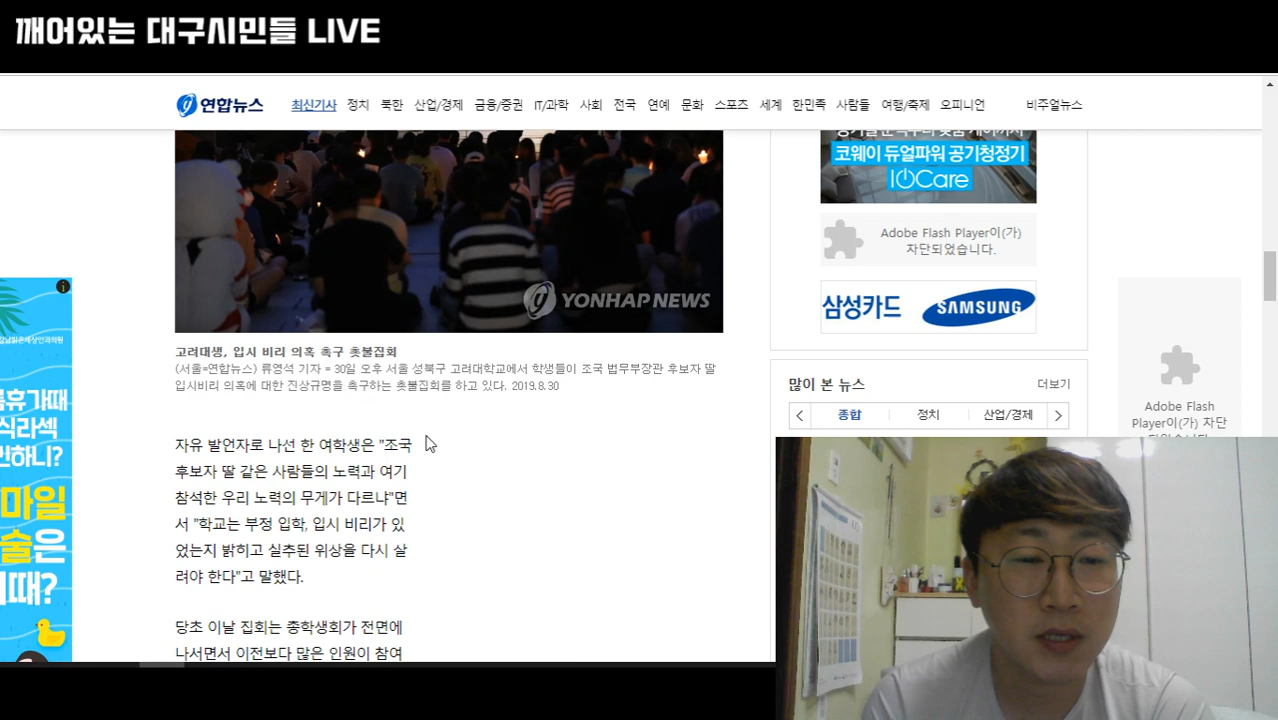 깨어있는 대구시민들 LIVE
연합뉴스 최신기사 정치 북한 산업/경제 금융/증권 IT/과학 사회 전국 연예 문화 스포츠 세계 한민족 사람들 여행/축제 오피니언 비주얼뉴스
코웨이 듀얼파워 공기청정기
IOCare
Adobe Flash Player이(가)
차단되었습니다.
YONHAP NEWS
삼성카드 SAMSUNG
고려대생, 입시 비리 의혹 촉구 촛불집회
(서울=연합뉴스) 류영석 기자 = 30일 오후 서울 성북구 고려대학교에서 학생들이 조국 법무부장관 후보자 딸
입시비리 의혹에 대한 진상규명을 촉구하는 촛불집회를 하고 있다. 2019.8.30
많이 본 뉴스 더보기
종합 정치 산업/경제
Adobe Flash
Player이(가) 차단
휴가때
식라섹
하니?
마일
술은
때?
자유 발언자로 나선 한 여학생은 "조국
후보자 딸 같은 사람들의 노력과 여기
참석한 우리 노력의 무게가 다르냐"면
서 "학교는 부정 입학, 입시 비리가 있
었는지 밝히고 실추된 위상을 다시 살
려야 한다"고 말했다.
당초 이날 집회는 총학생회가 전면에
나서면서 이전보다 많은 인원이 참여